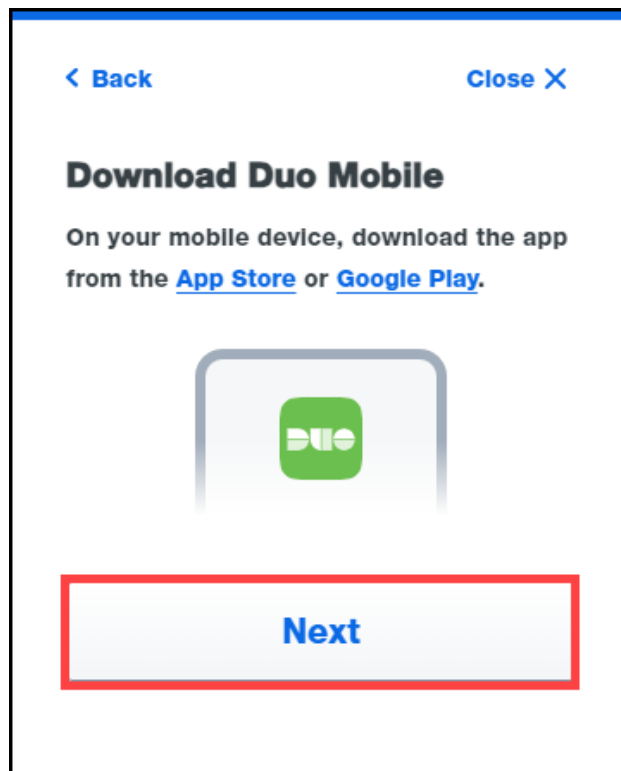 Back
Close
Download Duo Mobile
On your mobile device, download the app
from the App Store or Google Play.
DUO
Next